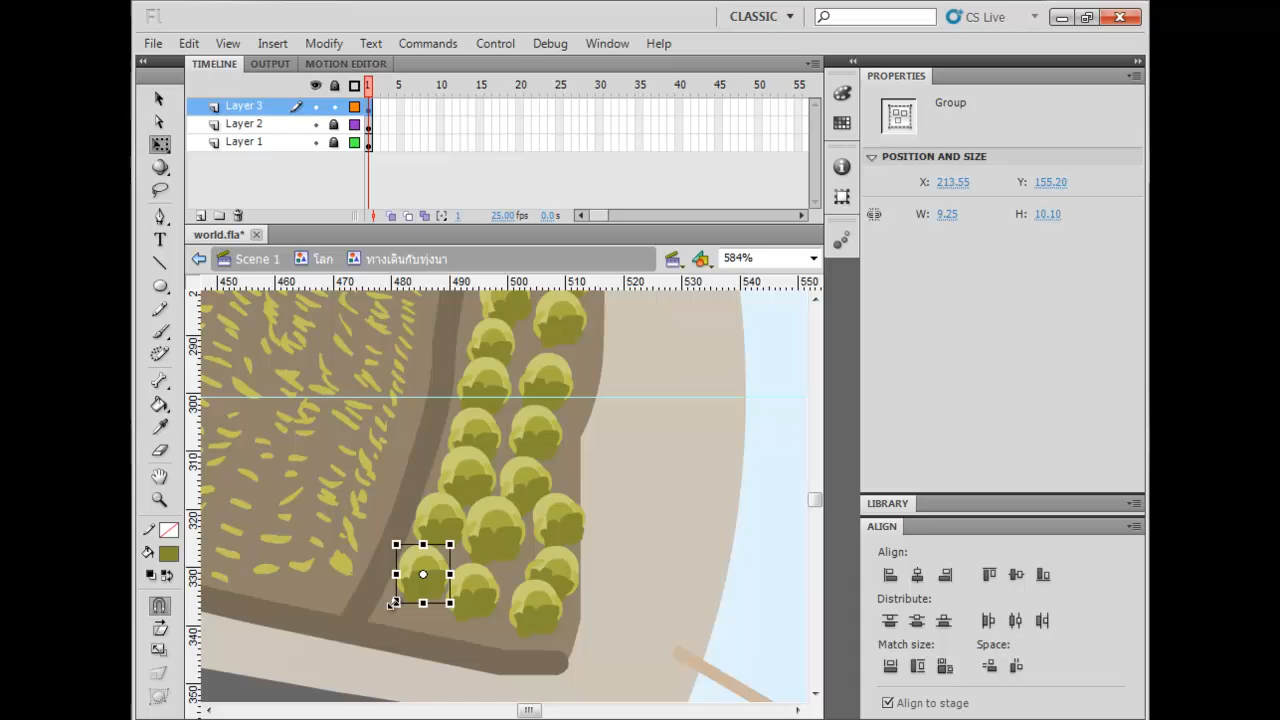 Fl
CLASSIC
CS Live
File Edit View Insert Modify Text Commands Control Debug Window Help
TIMELINE OUTPUT MOTION EDITOR
1 5 10 15 20 25 30 35 40 45 50 55
Layer 3
Layer 2
Layer 1
1 25.00 fps 0.0 s
world.fla*
Scene 1 โลก ทางเดินกับทุ่งนา 584%
450 460 470 480 490 500 510 520 530 540 550
2
290
300
310
320
330
340
350
PROPERTIES
Group
POSITION AND SIZE
X: 213.55 Y: 155.20
W: 9.25 H: 10.10
LIBRARY
ALIGN
Align:
Distribute:
Match size: Space:
Align to stage